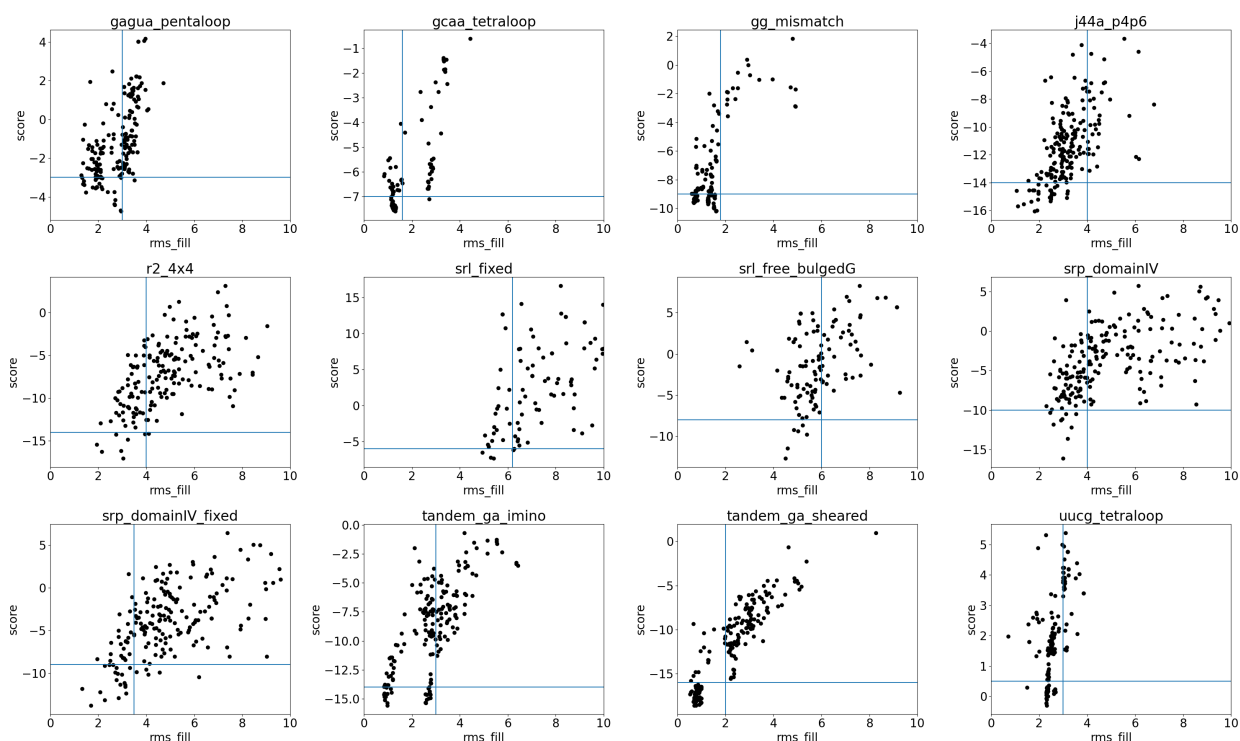 gagua_pentaloop
4
2
0
−2
−4
score
0 2 4 6 8 10
rms_fill
gcaa_tetraloop
−1
−2
−3
−4
−5
−6
−7
score
0 2 4 6 8 10
rms_fill
gg_mismatch
2
0
−2
−4
−6
−8
−10
score
0 2 4 6 8 10
rms_fill
j44a_p4p6
−4
−6
−8
−10
−12
−14
−16
score
0 2 4 6 8 10
rms_fill
r2_4x4
0
−5
−10
−15
score
0 2 4 6 8 10
rms_fill
srl_fixed
15
10
5
0
−5
score
0 2 4 6 8 10
rms_fill
srl_free_bulgedG
5
0
−5
−10
score
0 2 4 6 8 10
rms_fill
srp_domainIV
5
0
−5
−10
−15
score
0 2 4 6 8 10
rms_fill
srp_domainIV_fixed
5
0
−5
−10
score
0 2 4 6 8 10
rms_fill
tandem_ga_imino
0.0
−2.5
−5.0
−7.5
−10.0
−12.5
−15.0
score
0 2 4 6 8 10
rms_fill
tandem_ga_sheared
0
−5
−10
−15
score
0 2 4 6 8 10
rms_fill
uucg_tetraloop
5
4
3
2
1
0
score
0 2 4 6 8 10
rms_fill